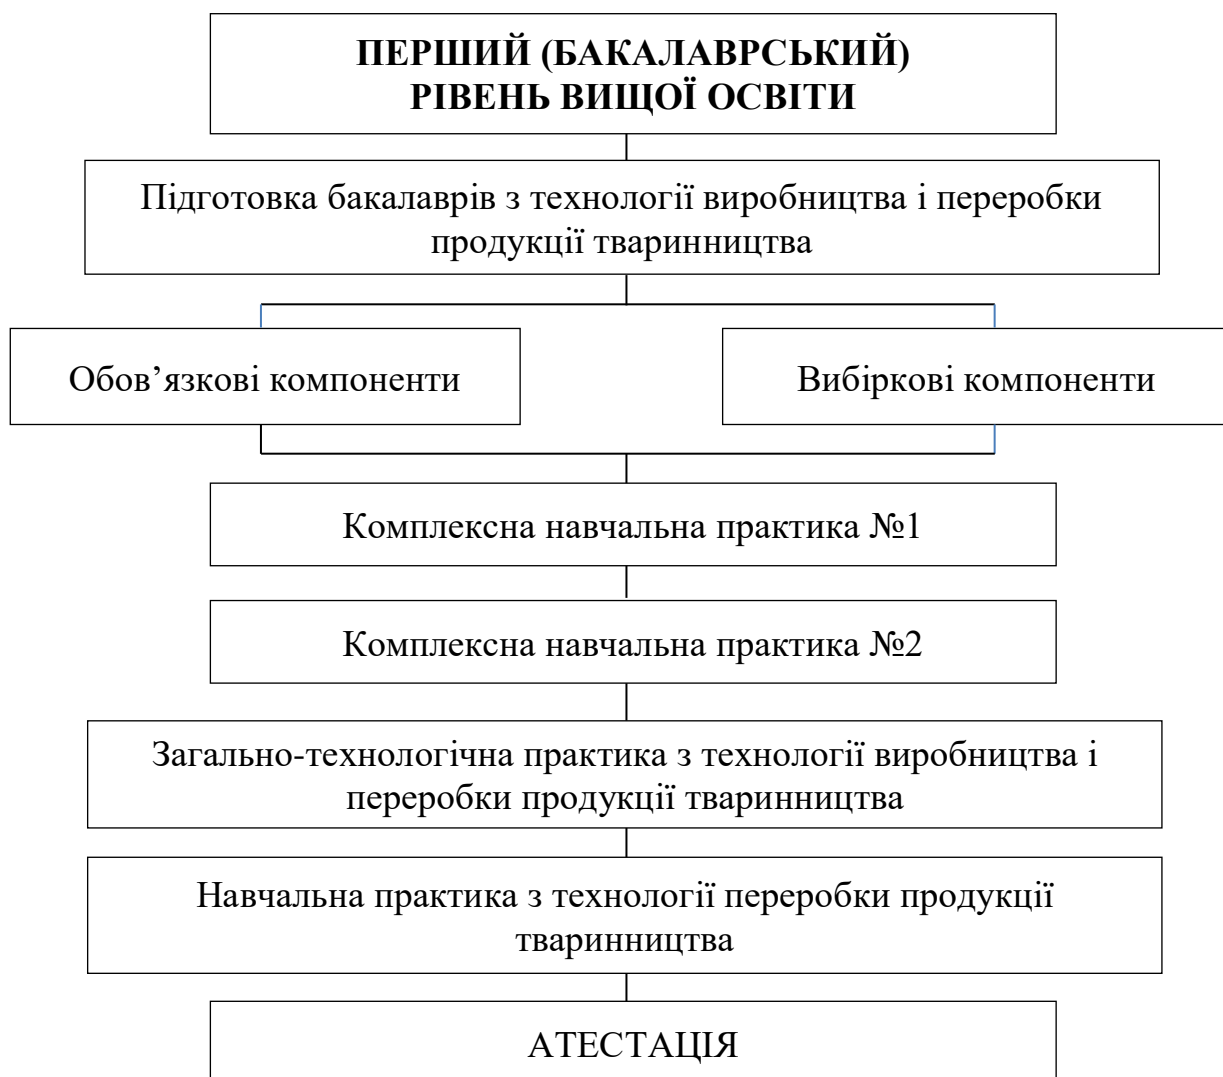 ПЕРШИЙ (БАКАЛАВРСЬКИЙ)
РІВЕНЬ ВИЩОЇ ОСВІТИ
Підготовка бакалаврів з технології виробництва і переробки
продукції тваринництва
Обов’язкові компоненти
Вибіркові компоненти
Комплексна навчальна практика №1
Комплексна навчальна практика №2
Загально-технологічна практика з технології виробництва і
переробки продукції тваринництва
Навчальна практика з технології переробки продукції
тваринництва
АТЕСТАЦІЯ